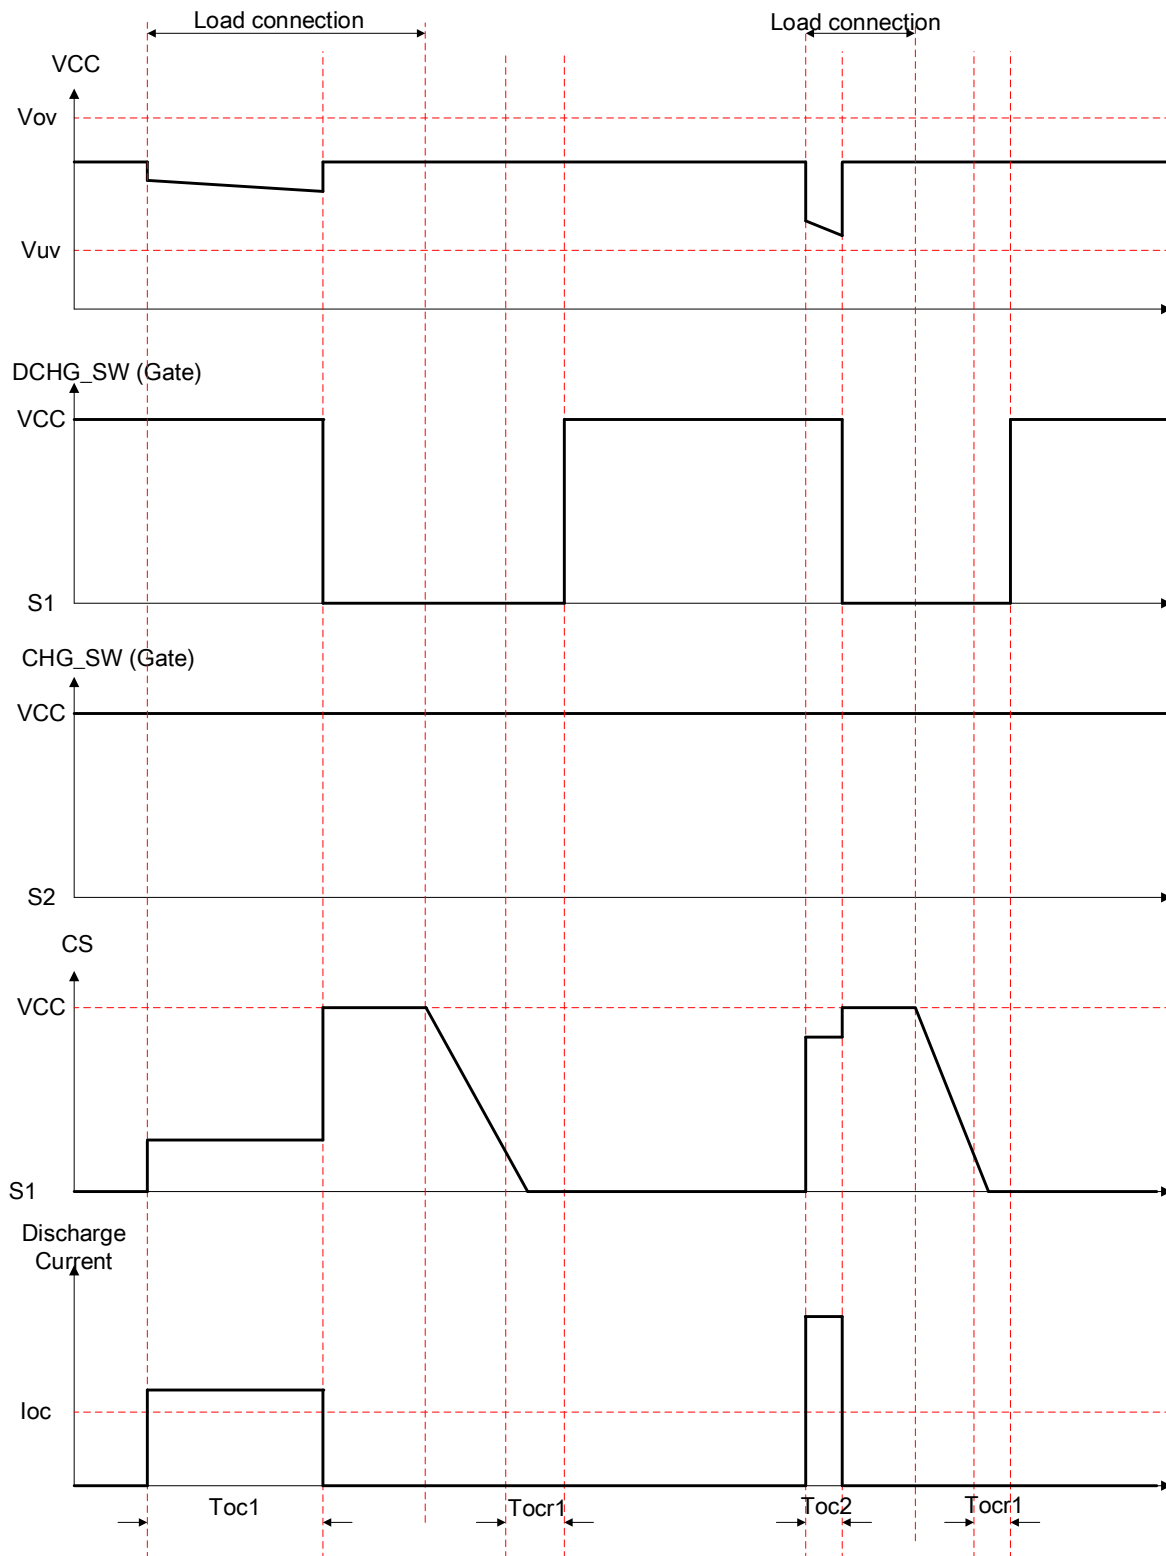 Load connection
Load connection
VCC
Vov
Vuv
DCHG_SW (Gate)
VCC
S1
CHG_SW (Gate)
VCC
S2
CS
VCC
S1
Discharge
Current
Ioc
Toc1
Tocr1
Toc2
Tocr1